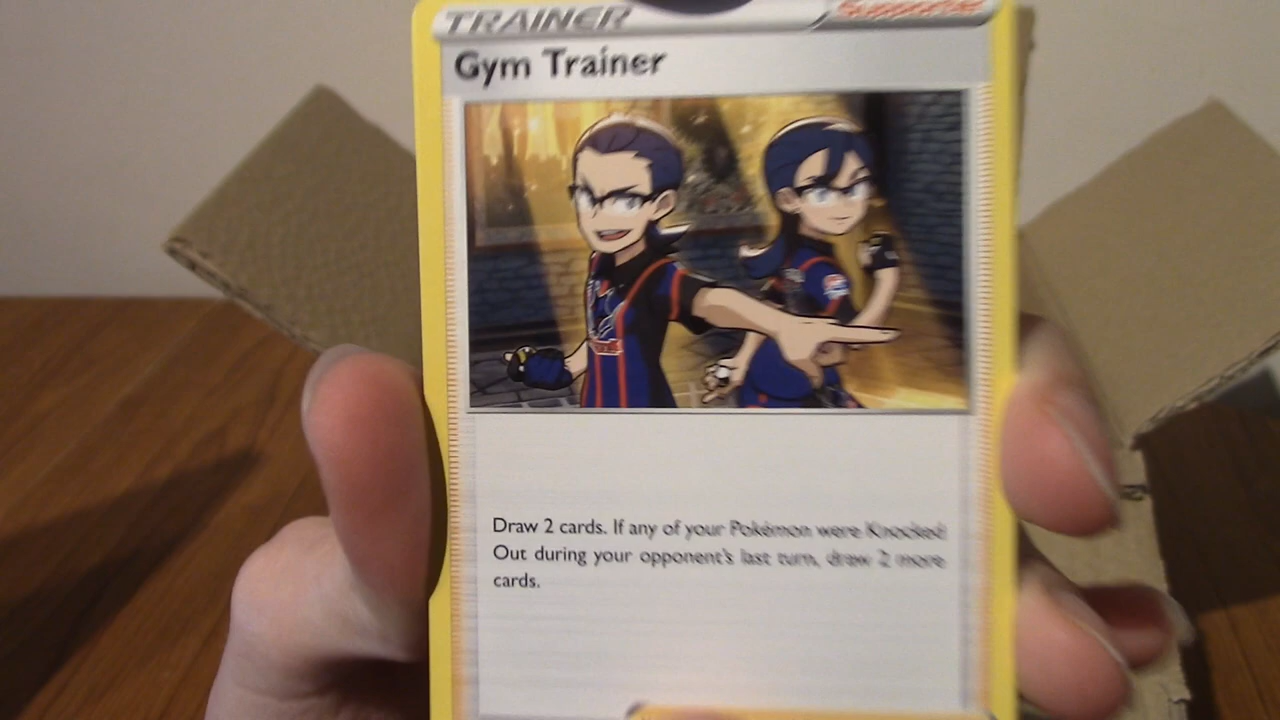 TRAINER Supporter
Gym Trainer
Draw 2 cards. If any of your Pokémon were Knocked
Out during your opponent's last turn, draw 2 more
cards.